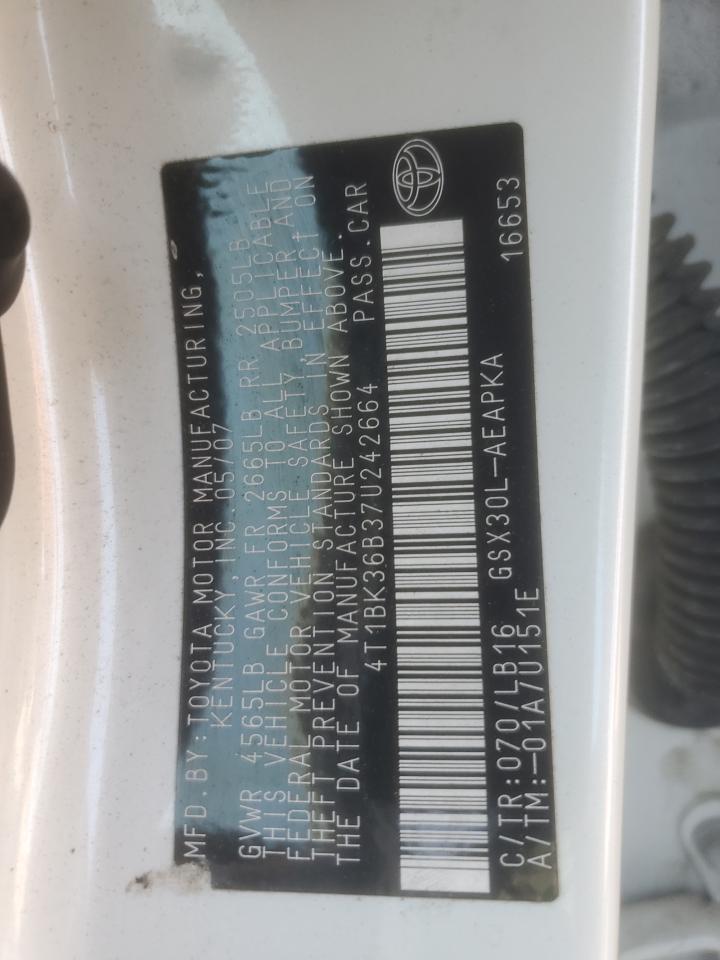 MFD.BY:TOYOTA MOTOR MANUFACTURING,
KENTUCKY,INC 05/07
GVWR 4565LB GAWR FR 2665LB RR 2505LB
THIS VEHICLE CONFORMS TO ALL APPLICABLE
FEDERAL MOTOR VEHICLE SAFETY,BUMPER AND
THEFT PREVENTION STANDARDS IN EFFECT ON
THE DATE OF MANUFACTURE SHOWN ABOVE.
4T1BK36B37U242664 PASS.CAR
C/TR:070/LB16 GSX30L-AEAPKA 16653
A/TM:-01A/U151E